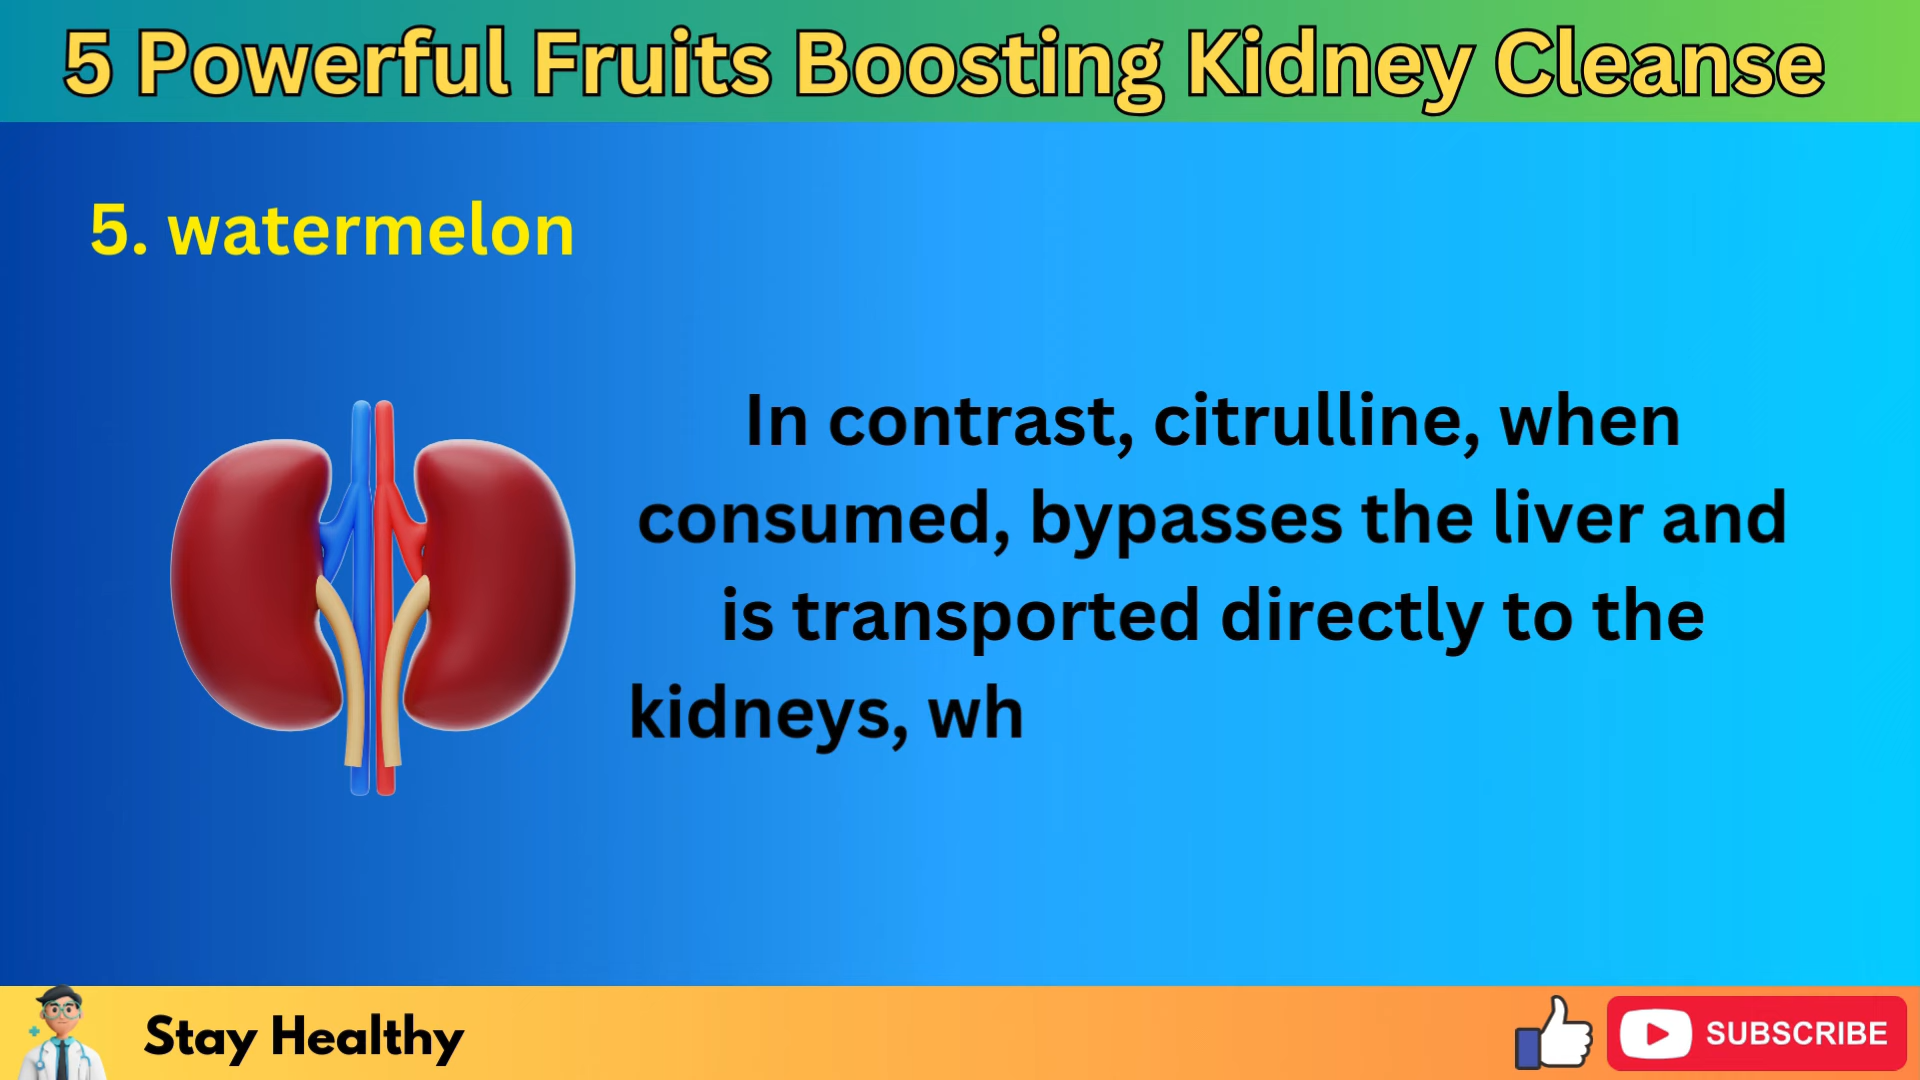 5 Powerful Fruits Boosting Kidney Cleanse
5. watermelon
In contrast, citrulline, when
consumed, bypasses the liver and
is transported directly to the
kidneys, wh
Stay Healthy
SUBSCRIBE